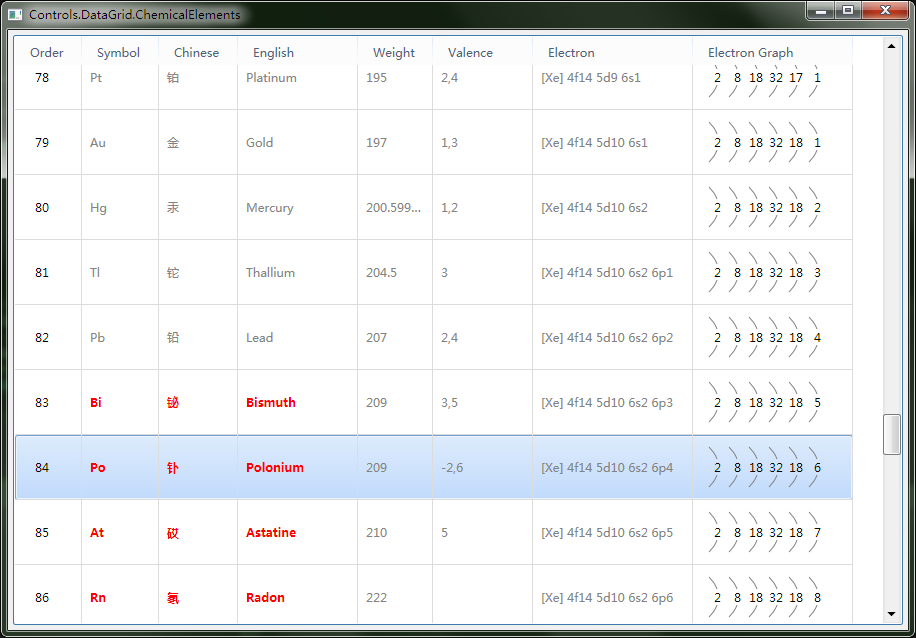 Controls.DataGrid.ChemicalElements
Order Symbol Chinese English Weight Valence Electron Electron Graph
78 Pt 铂 Platinum 195 2,4 [Xe] 4f14 5d9 6s1 2 8 18 32 17 1
79 Au 金 Gold 197 1,3 [Xe] 4f14 5d10 6s1 2 8 18 32 18 1
80 Hg 汞 Mercury 200.599... 1,2 [Xe] 4f14 5d10 6s2 2 8 18 32 18 2
81 Tl 铊 Thallium 204.5 3 [Xe] 4f14 5d10 6s2 6p1 2 8 18 32 18 3
82 Pb 铅 Lead 207 2,4 [Xe] 4f14 5d10 6s2 6p2 2 8 18 32 18 4
83 Bi 铋 Bismuth 209 3,5 [Xe] 4f14 5d10 6s2 6p3 2 8 18 32 18 5
84 Po 钋 Polonium 209 -2,6 [Xe] 4f14 5d10 6s2 6p4 2 8 18 32 18 6
85 At 砹 Astatine 210 5 [Xe] 4f14 5d10 6s2 6p5 2 8 18 32 18 7
86 Rn 氡 Radon 222 [Xe] 4f14 5d10 6s2 6p6 2 8 18 32 18 8